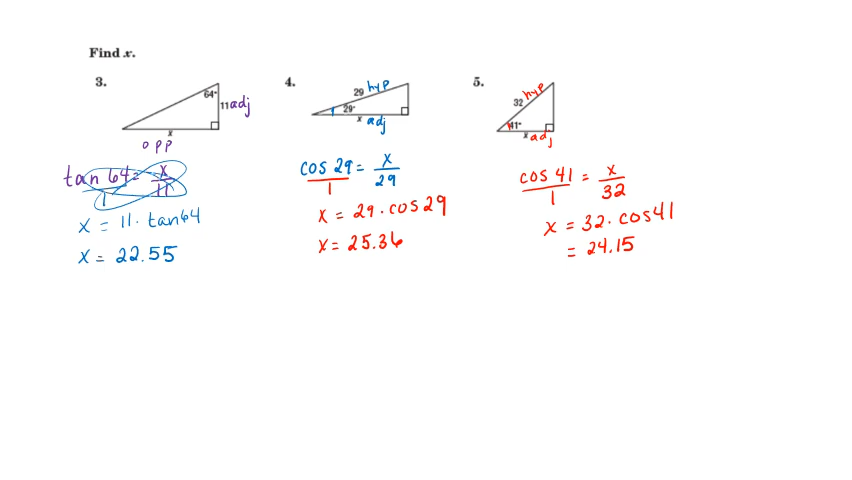 Find x.
3.
64°
11 adj
x
opp
tan 64 = x/11
1
x = 11 · tan64
x = 22.55
4.
29 hyp
29°
x adj
cos 29 = x/29
1
x = 29 · cos 29
x = 25.36
5.
32 hyp
41°
x adj
cos 41 = x/32
1
x = 32 · cos41
= 24.15